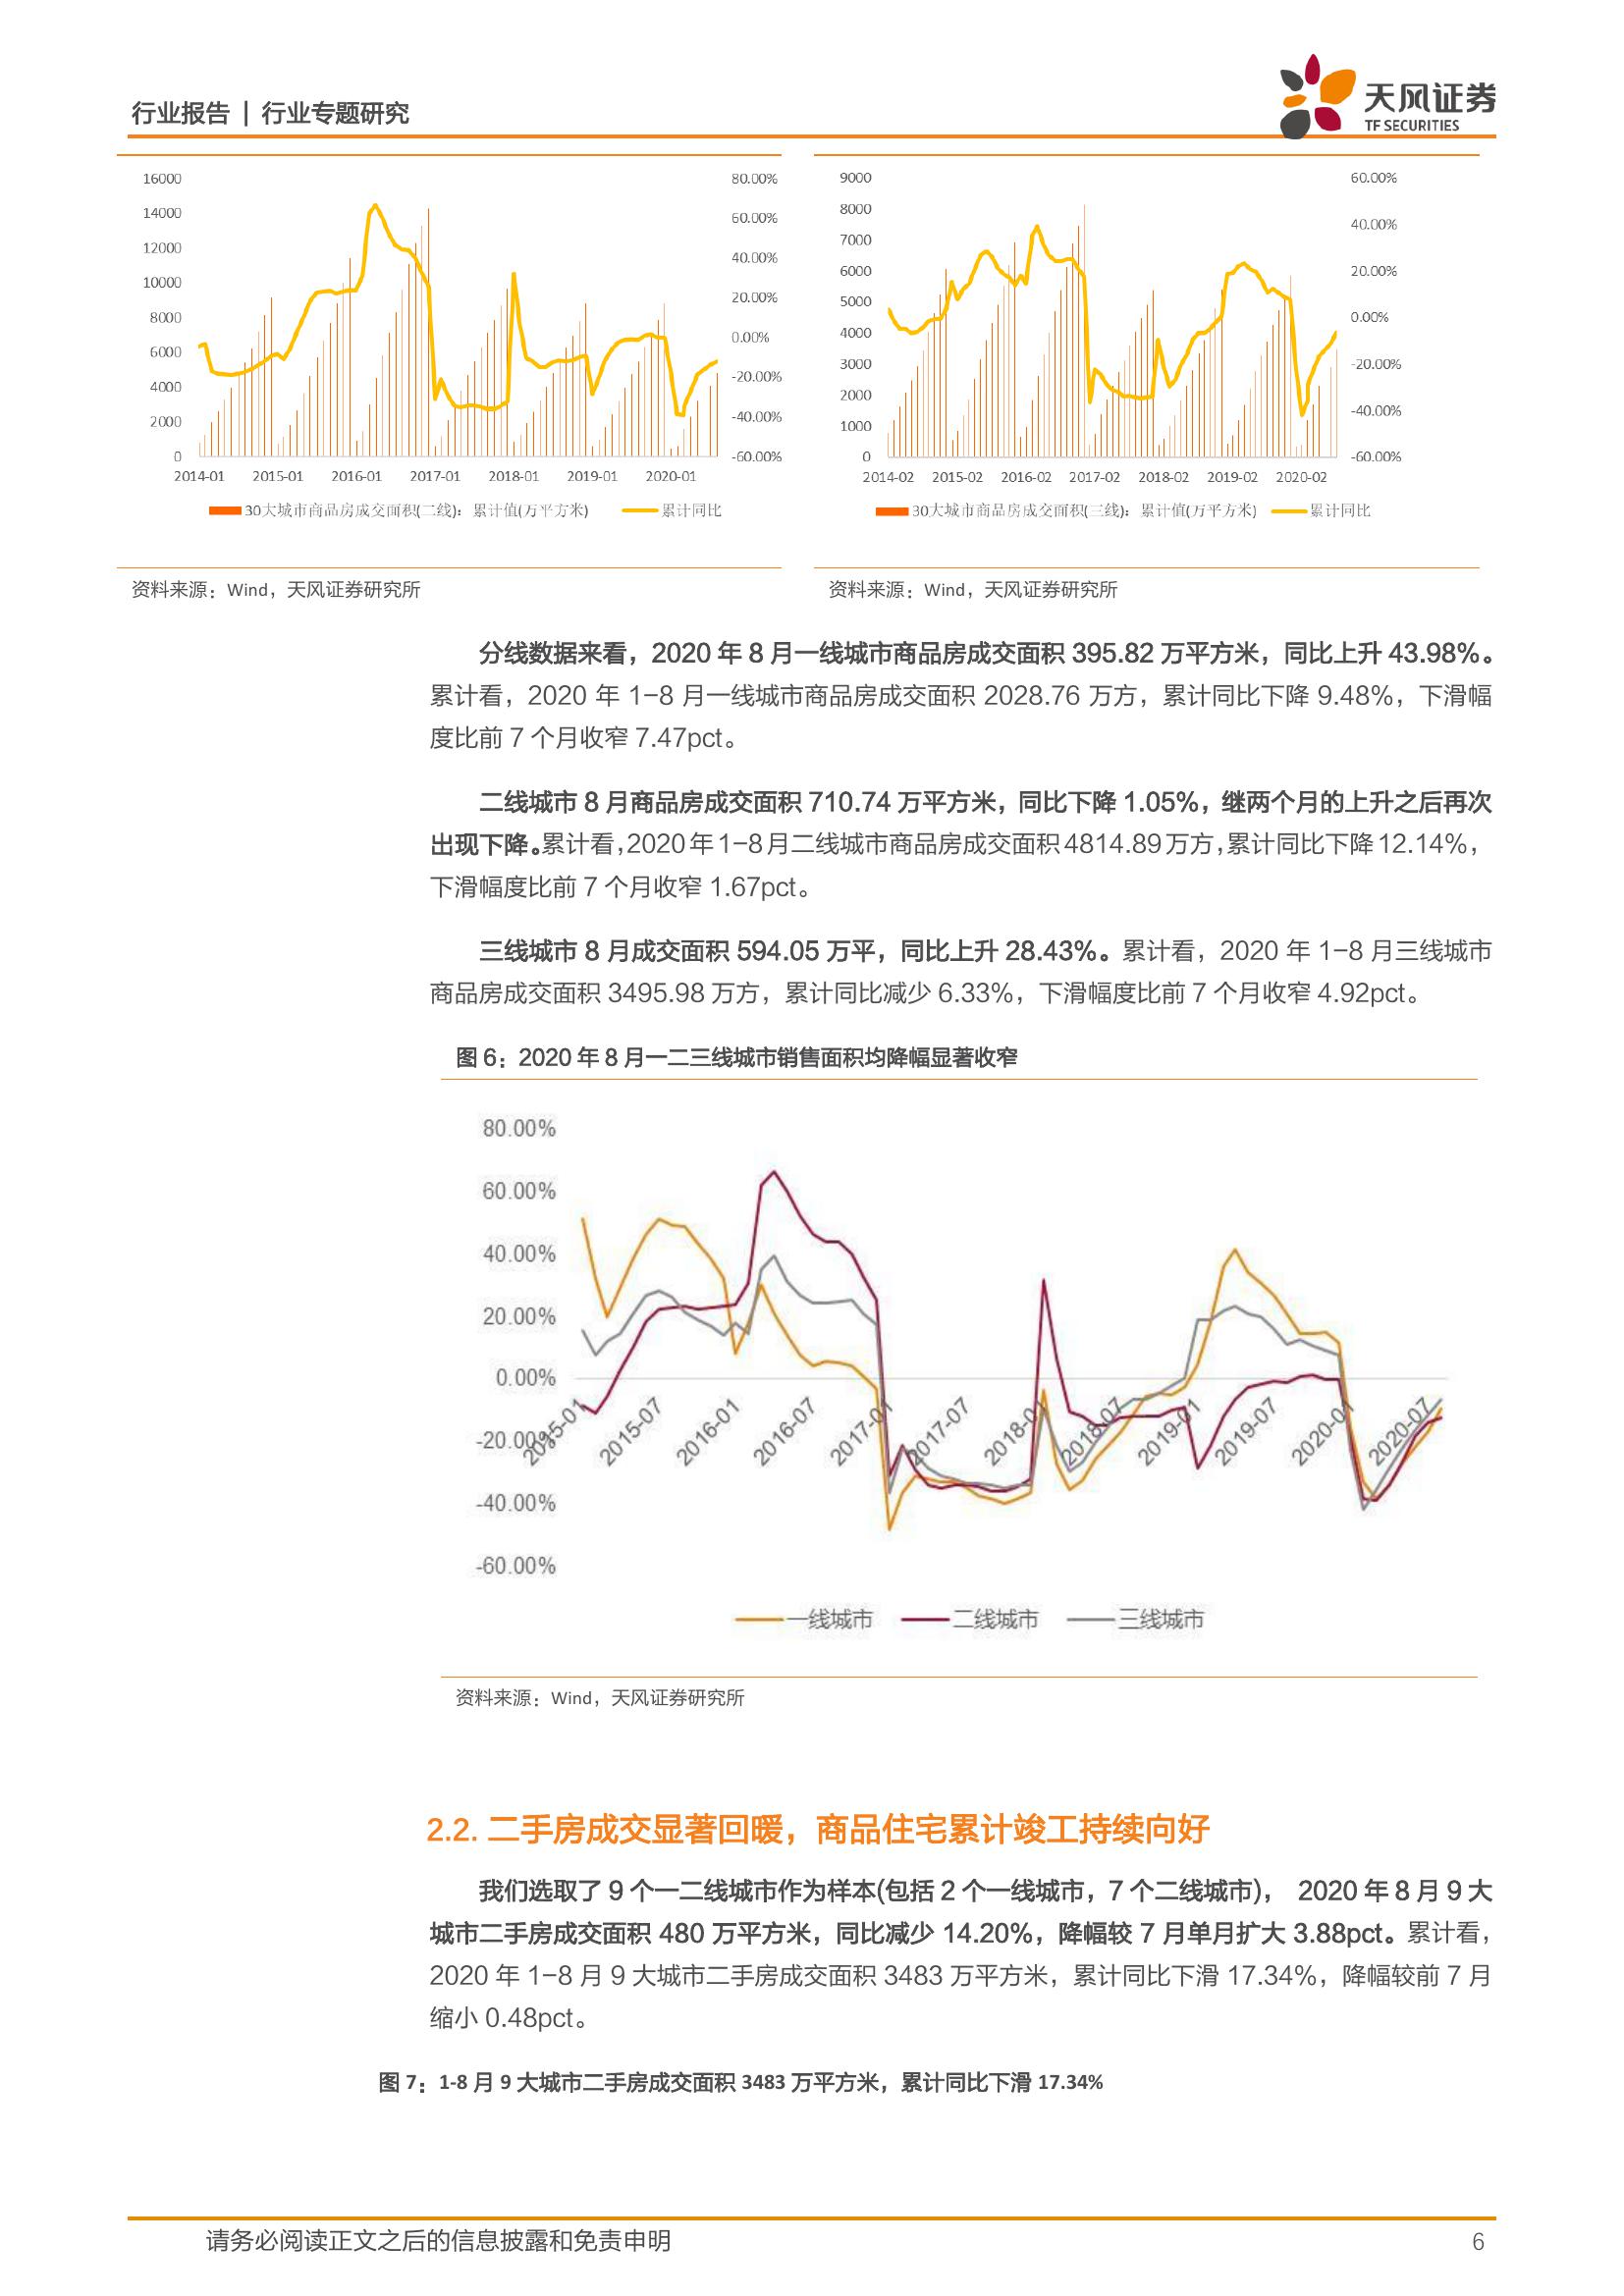 行业报告 | 行业专题研究
天风证券
TF SECURITIES
16000
14000
12000
10000
8000
6000
4000
2000
0
80.00%
60.00%
40.00%
20.00%
0.00%
-20.00%
-40.00%
-60.00%
2014-01 2015-01 2016-01 2017-01 2018-01 2019-01 2020-01
30大城市商品房成交面积(二线)：累计值(万平方米) 累计同比
9000
8000
7000
6000
5000
4000
3000
2000
1000
0
60.00%
40.00%
20.00%
0.00%
-20.00%
-40.00%
-60.00%
2014-02 2015-02 2016-02 2017-02 2018-02 2019-02 2020-02
30大城市商品房成交面积(三线)：累计值(万平方米) 累计同比
资料来源：Wind，天风证券研究所
资料来源：Wind，天风证券研究所
分线数据来看，2020 年 8 月一线城市商品房成交面积 395.82 万平方米，同比上升 43.98%。
累计看，2020 年 1-8 月一线城市商品房成交面积 2028.76 万方，累计同比下降 9.48%，下滑幅
度比前 7 个月收窄 7.47pct。
二线城市 8 月商品房成交面积 710.74 万平方米，同比下降 1.05%，继两个月的上升之后再次
出现下降。累计看，2020 年 1-8 月二线城市商品房成交面积 4814.89 万方，累计同比下降 12.14%，
下滑幅度比前 7 个月收窄 1.67pct。
三线城市 8 月成交面积 594.05 万平，同比上升 28.43%。累计看，2020 年 1-8 月三线城市
商品房成交面积 3495.98 万方，累计同比减少 6.33%，下滑幅度比前 7 个月收窄 4.92pct。
图 6：2020 年 8 月一二三线城市销售面积均降幅显著收窄
80.00%
60.00%
40.00%
20.00%
0.00%
-20.00%
-40.00%
-60.00%
2015-01 2015-07 2016-01 2016-07 2017-01 2017-07 2018-01 2018-07 2019-01 2019-07 2020-01 2020-07
一线城市 二线城市 三线城市
资料来源：Wind，天风证券研究所
2.2. 二手房成交显著回暖，商品住宅累计竣工持续向好
我们选取了 9 个一二线城市作为样本(包括 2 个一线城市，7 个二线城市)， 2020 年 8 月 9 大
城市二手房成交面积 480 万平方米，同比减少 14.20%，降幅较 7 月单月扩大 3.88pct。累计看，
2020 年 1-8 月 9 大城市二手房成交面积 3483 万平方米，累计同比下滑 17.34%，降幅较前 7 月
缩小 0.48pct。
图 7：1-8 月 9 大城市二手房成交面积 3483 万平方米，累计同比下滑 17.34%
请务必阅读正文之后的信息披露和免责申明
6